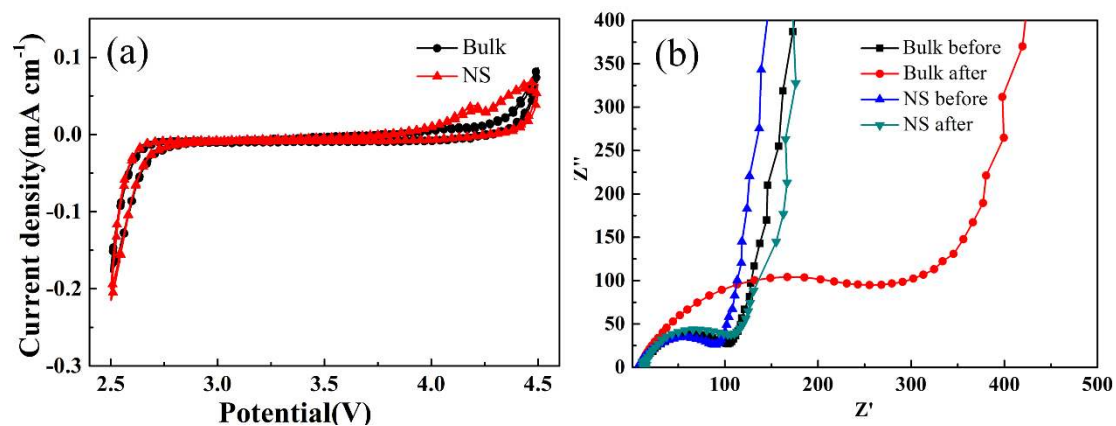 (a)
Bulk
NS
Current density(mA cm-1)
0.1
0.0
-0.1
-0.2
-0.3
2.5 3.0 3.5 4.0 4.5
Potential(V)
(b)
Bulk before
Bulk after
NS before
NS after
Z"
400
350
300
250
200
150
100
50
0
100 200 300 400 500
Z'